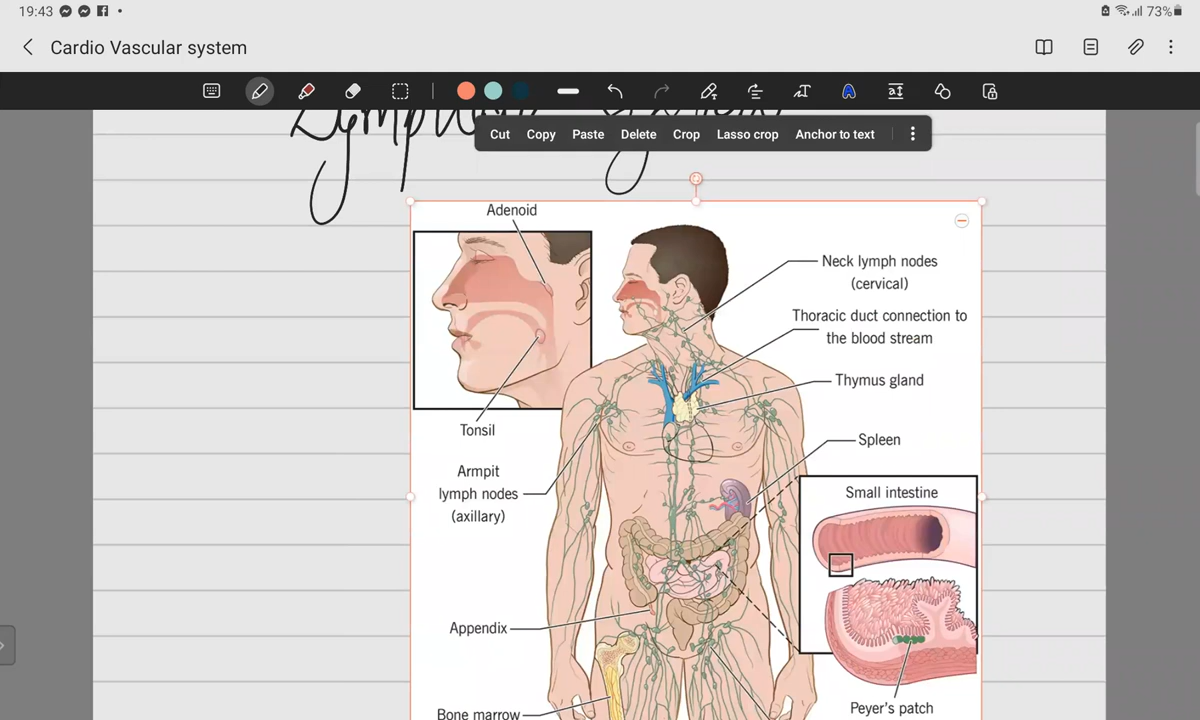 19:43
73%
Cardio Vascular system
Cut Copy Paste Delete Crop Lasso crop Anchor to text
Adenoid
Neck lymph nodes
(cervical)
Thoracic duct connection to
the blood stream
Thymus gland
Tonsil
Spleen
Armpit
lymph nodes
(axillary)
Small intestine
Appendix
Peyer's patch
Bone marrow